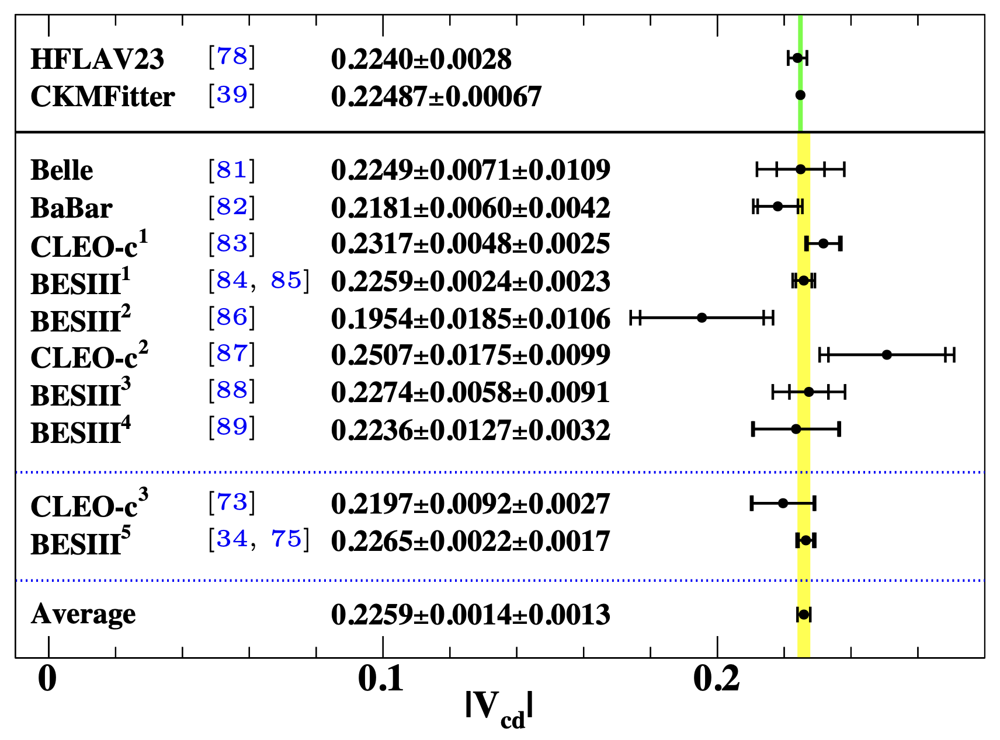 HFLAV23 [78] 0.2240±0.0028
CKMFitter [39] 0.22487±0.00067
Belle [81] 0.2249±0.0071±0.0109
BaBar [82] 0.2181±0.0060±0.0042
CLEO-c¹ [83] 0.2317±0.0048±0.0025
BESIII¹ [84, 85] 0.2259±0.0024±0.0023
BESIII² [86] 0.1954±0.0185±0.0106
CLEO-c² [87] 0.2507±0.0175±0.0099
BESIII³ [88] 0.2274±0.0058±0.0091
BESIII⁴ [89] 0.2236±0.0127±0.0032
CLEO-c³ [73] 0.2197±0.0092±0.0027
BESIII⁵ [34, 75] 0.2265±0.0022±0.0017
Average 0.2259±0.0014±0.0013
0 0.1 0.2
|V_cd|